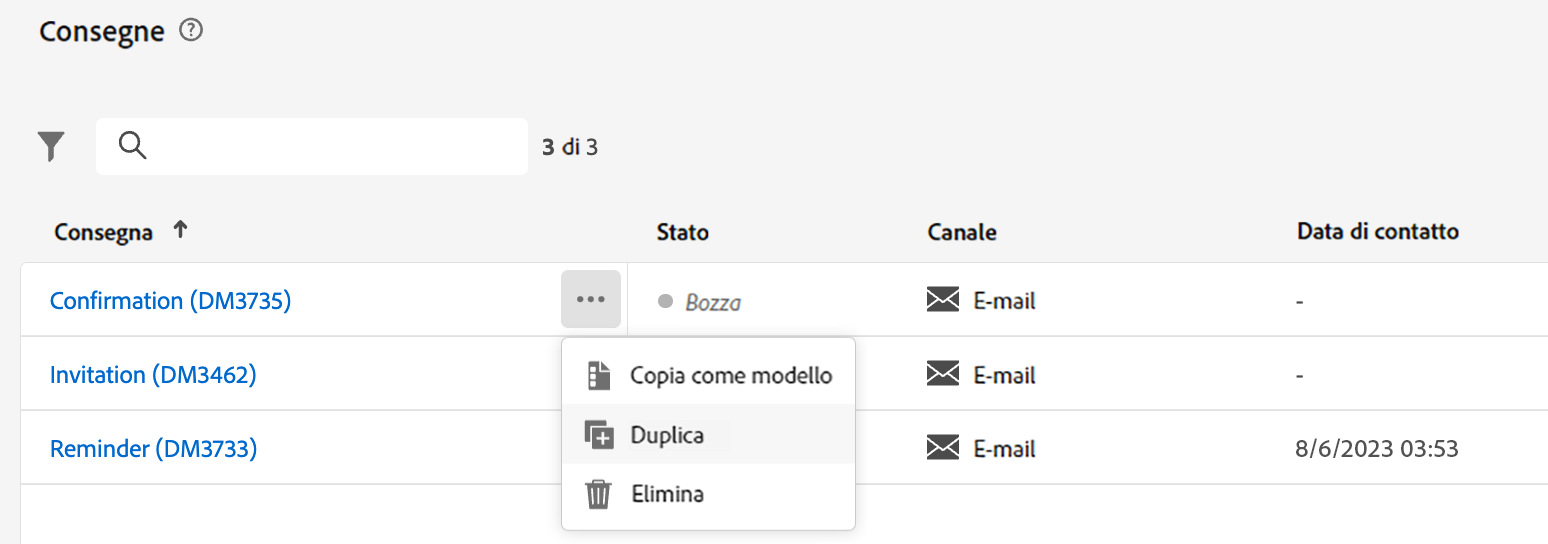 Consegne
3 di 3
Consegna Stato Canale Data di contatto
Confirmation (DM3735) Bozza E-mail -
Invitation (DM3462) E-mail -
Reminder (DM3733) E-mail 8/6/2023 03:53
Copia come modello
Duplica
Elimina